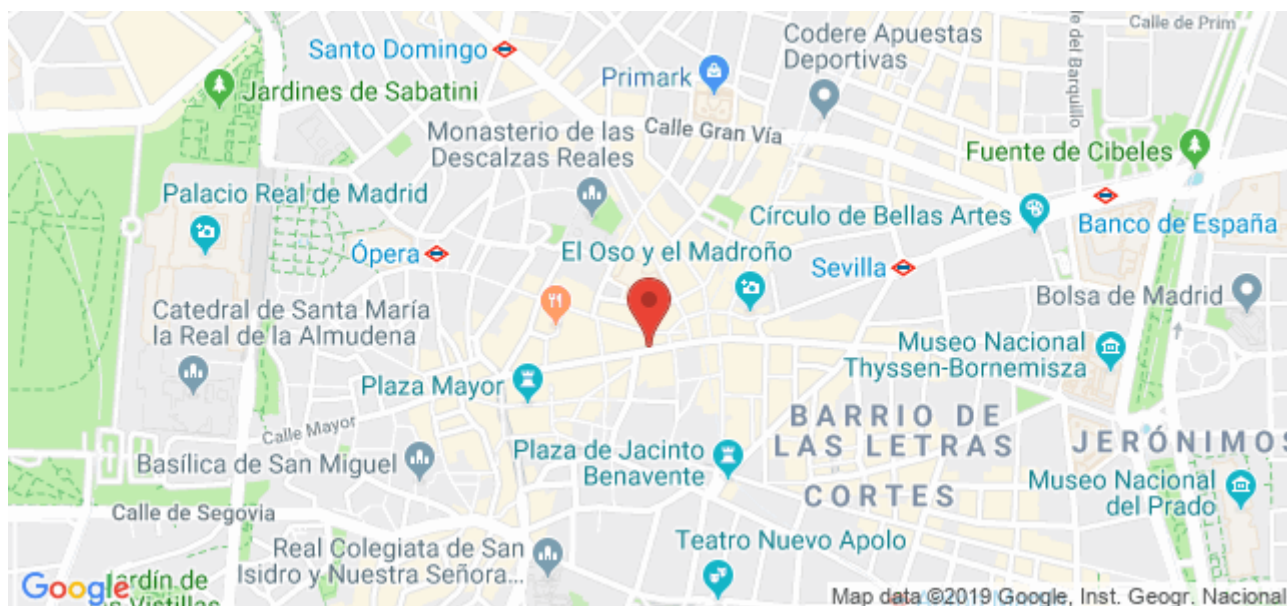 Calle de Prim
Santo Domingo
Codere Apuestas
Deportivas
le del Barquillo
Primark
Jardines de Sabatini
Monasterio de las
Descalzas Reales
Calle Gran Vía
Fuente de Cibeles
Palacio Real de Madrid
Círculo de Bellas Artes
Banco de España
Ópera
El Oso y el Madroño
Sevilla
Bolsa de Madrid
Catedral de Santa María
la Real de la Almudena
Museo Nacional
Thyssen-Bornemisza
Plaza Mayor
BARRIO DE
LAS LETRAS
JERÓNIMOS
Calle Mayor
Plaza de Jacinto
Benavente
Basílica de San Miguel
CORTES
Museo Nacional
del Prado
Calle de Segovia
Real Colegiata de San
Isidro y Nuestra Señora...
Teatro Nuevo Apolo
Google
Jardín de
Vistillas
Map data ©2019 Google, Inst. Geogr. Nacional